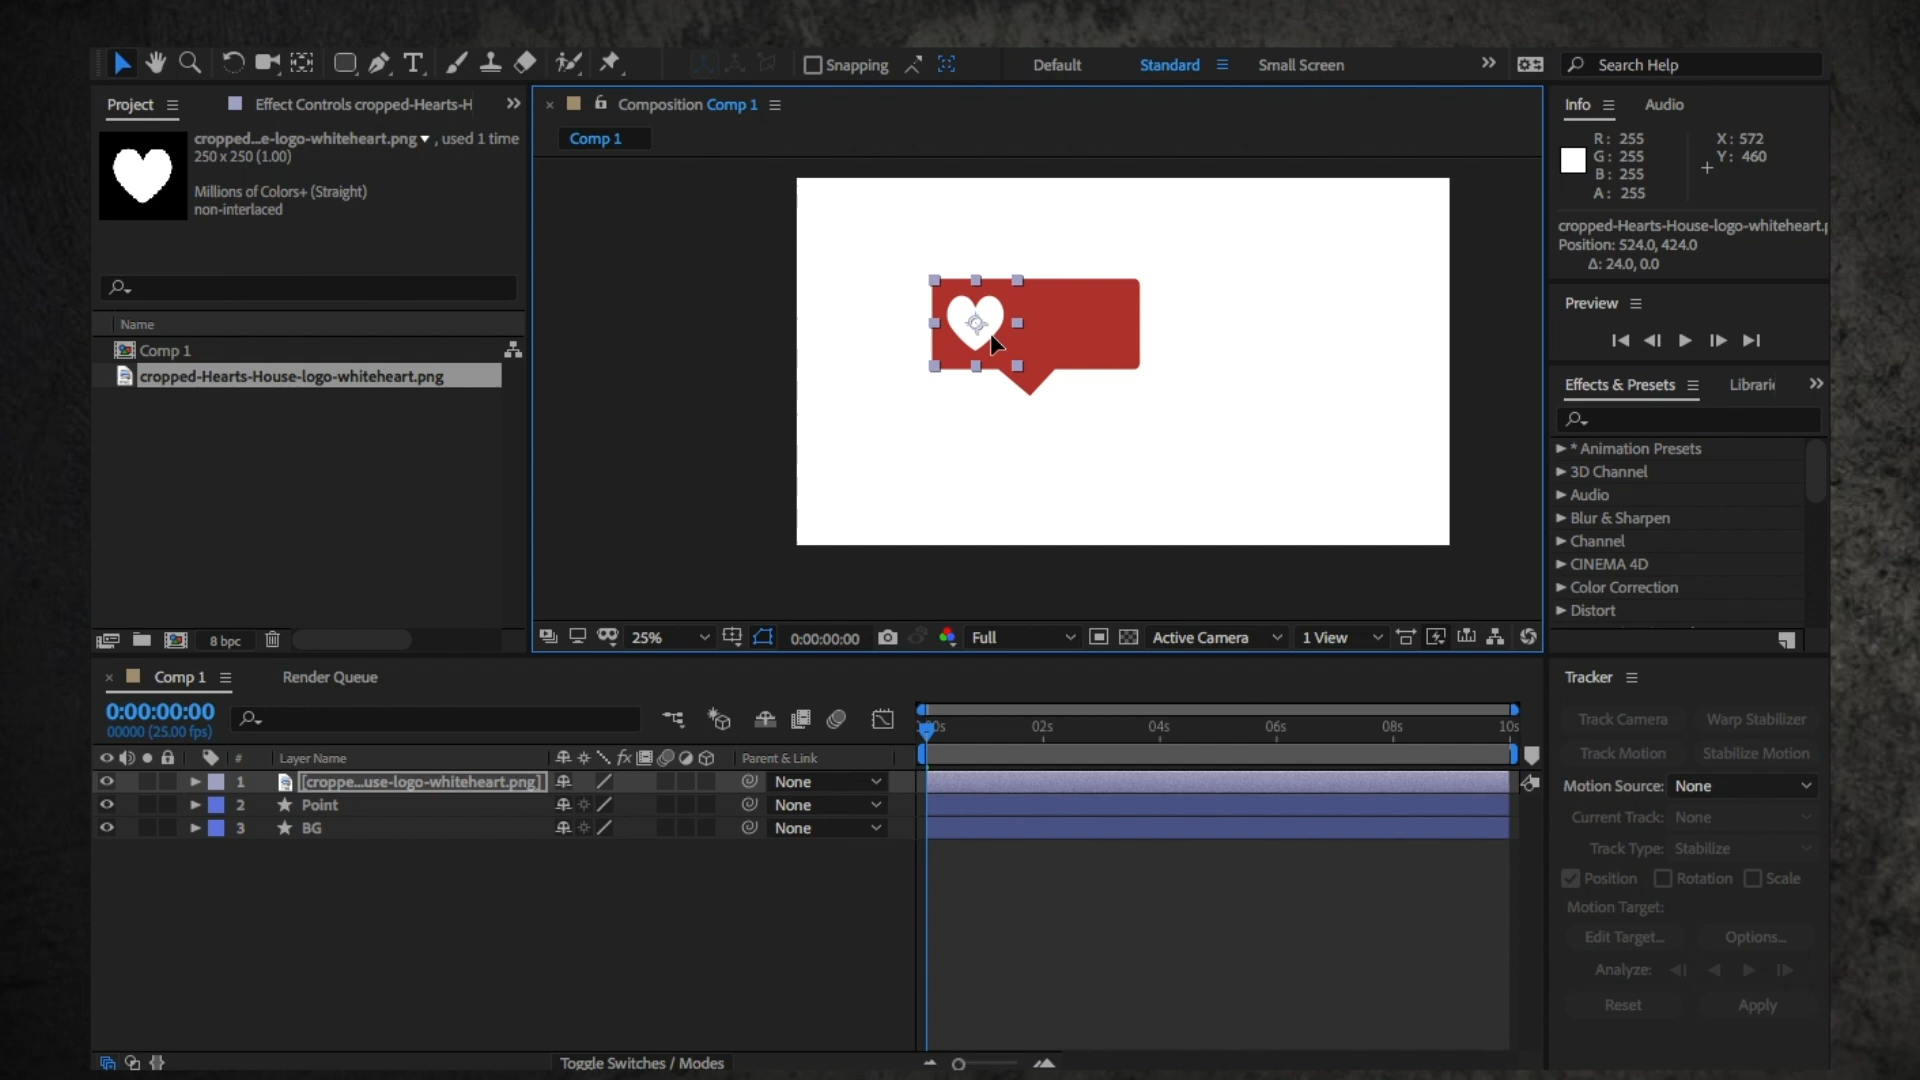 Snapping
Default
Standard
Small Screen
Search Help
Project
Effect Controls cropped-Hearts-H
Composition Comp 1
Info
Audio
cropped...e-logo-whiteheart.png , used 1 time
250 x 250 (1.00)
Millions of Colors+ (Straight)
non-interlaced
Comp 1
R: 255
G: 255
B: 255
A: 255
X: 572
Y: 460
cropped-Hearts-House-logo-whiteheart.p
Position: 524.0, 424.0
Δ: 24.0, 0.0
Name
Comp 1
cropped-Hearts-House-logo-whiteheart.png
Preview
Effects & Presets
Librari
* Animation Presets
3D Channel
Audio
Blur & Sharpen
Channel
CINEMA 4D
Color Correction
Distort
8 bpc
25%
0:00:00:00
Full
Active Camera
1 View
Comp 1
Render Queue
0:00:00:00
00000 (25.00 fps)
02s
04s
06s
08s
10s
# Layer Name
Parent & Link
1 [croppe...use-logo-whiteheart.png] None
2 Point None
3 BG None
Toggle Switches / Modes
Tracker
Track Camera
Warp Stabilizer
Track Motion
Stabilize Motion
Motion Source: None
Current Track: None
Track Type: Stabilize
Position
Rotation
Scale
Motion Target:
Edit Target...
Options...
Analyze:
Reset
Apply